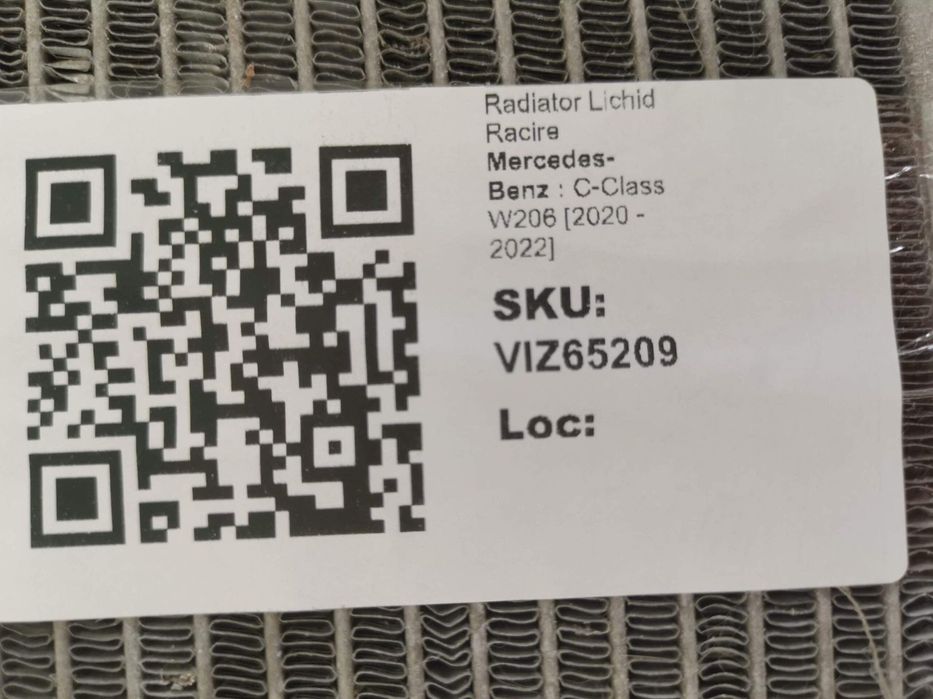 Radiator Lichid
Racire
Mercedes-
Benz : C-Class
W206 [2020 -
2022]
SKU:
VIZ65209
Loc: